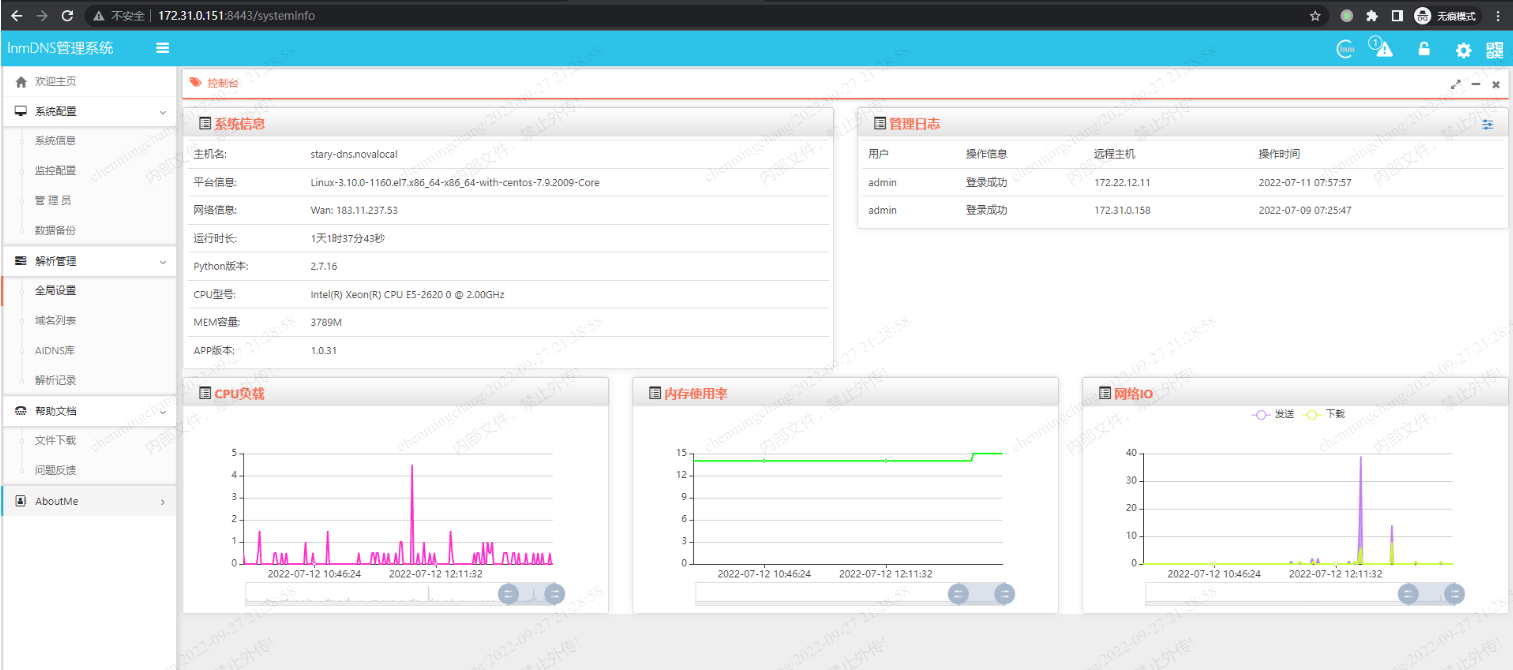 不安全 | 172.31.0.151:8443/systeminfo 无痕模式
lnmDNS管理系统 lnm 1
欢迎主页
系统配置
系统信息
监控配置
管 理 员
数据备份
解析管理
全局设置
域名列表
AIDNS库
解析记录
帮助文档
文件下载
问题反馈
AboutMe
控制台
系统信息
主机名: stary-dns.novalocal
平台信息: Linux-3.10.0-1160.el7.x86_64-x86_64-with-centos-7.9.2009-Core
网络信息: Wan: 183.11.237.53
运行时长: 1天1时37分43秒
Python版本: 2.7.16
CPU型号: Intel(R) Xeon(R) CPU E5-2620 0 @ 2.00GHz
MEM容量: 3789M
APP版本: 1.0.31
管理日志
用户 操作信息 远程主机 操作时间
admin 登录成功 172.22.12.11 2022-07-11 07:57:57
admin 登录成功 172.31.0.158 2022-07-09 07:25:47
CPU负载
5
4
3
2
1
0
2022-07-12 10:46:24 2022-07-12 12:11:32
内存使用率
15
12
9
6
3
0
2022-07-12 10:46:24 2022-07-12 12:11:32
网络IO
发送 下载
40
30
20
10
0
2022-07-12 10:46:24 2022-07-12 12:11:32
chenmingchang/2022-09-27 21:28:58
内部文件，禁止外传!